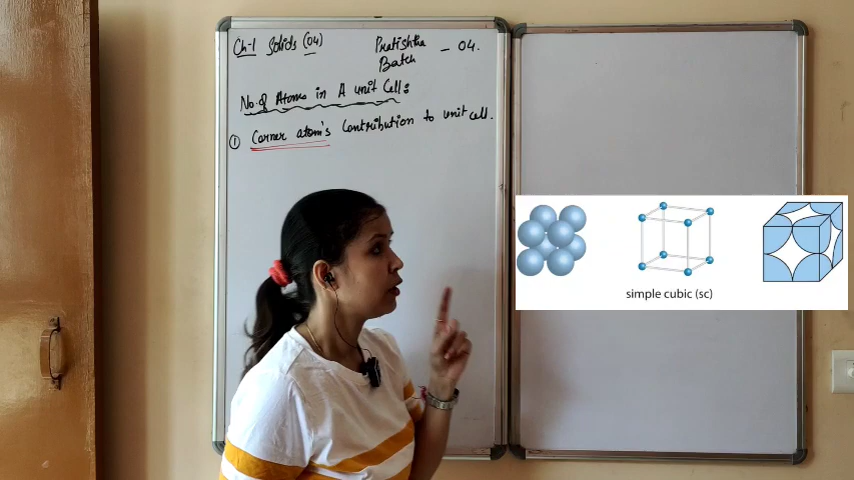 Ch-1 Solids (04)
Pratishtha
Batch - 04.
No. of Atoms in A unit Cell:
① Corner atom's Contribution to unit cell.
simple cubic (sc)